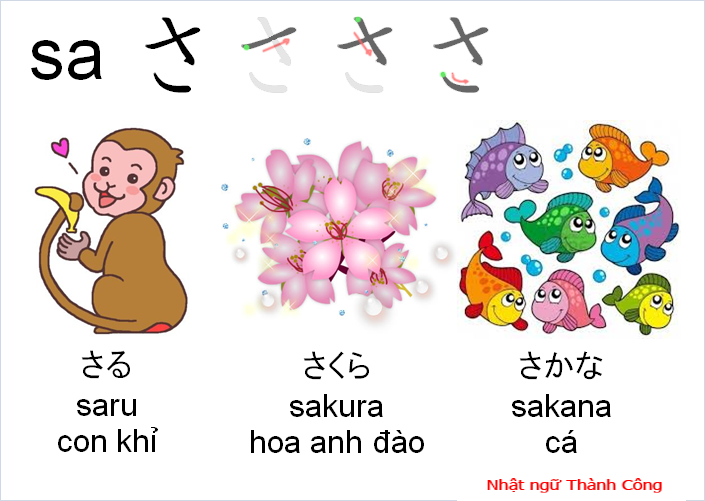 sa さ さ さ さ
さる
saru
con khỉ
さくら
sakura
hoa anh đào
さかな
sakana
cá
Nhật ngữ Thành Công